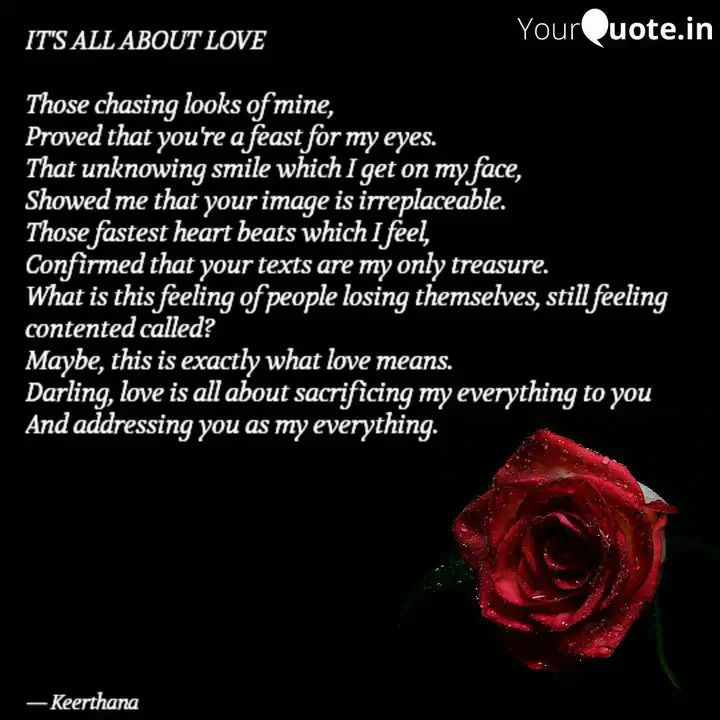 YourQuote.in
IT'S ALL ABOUT LOVE
Those chasing looks of mine,
Proved that you're a feast for my eyes.
That unknowing smile which I get on my face,
Showed me that your image is irreplaceable.
Those fastest heart beats which I feel,
Confirmed that your texts are my only treasure.
What is this feeling of people losing themselves, still feeling
contented called?
Maybe, this is exactly what love means.
Darling, love is all about sacrificing my everything to you
And addressing you as my everything.
— Keerthana